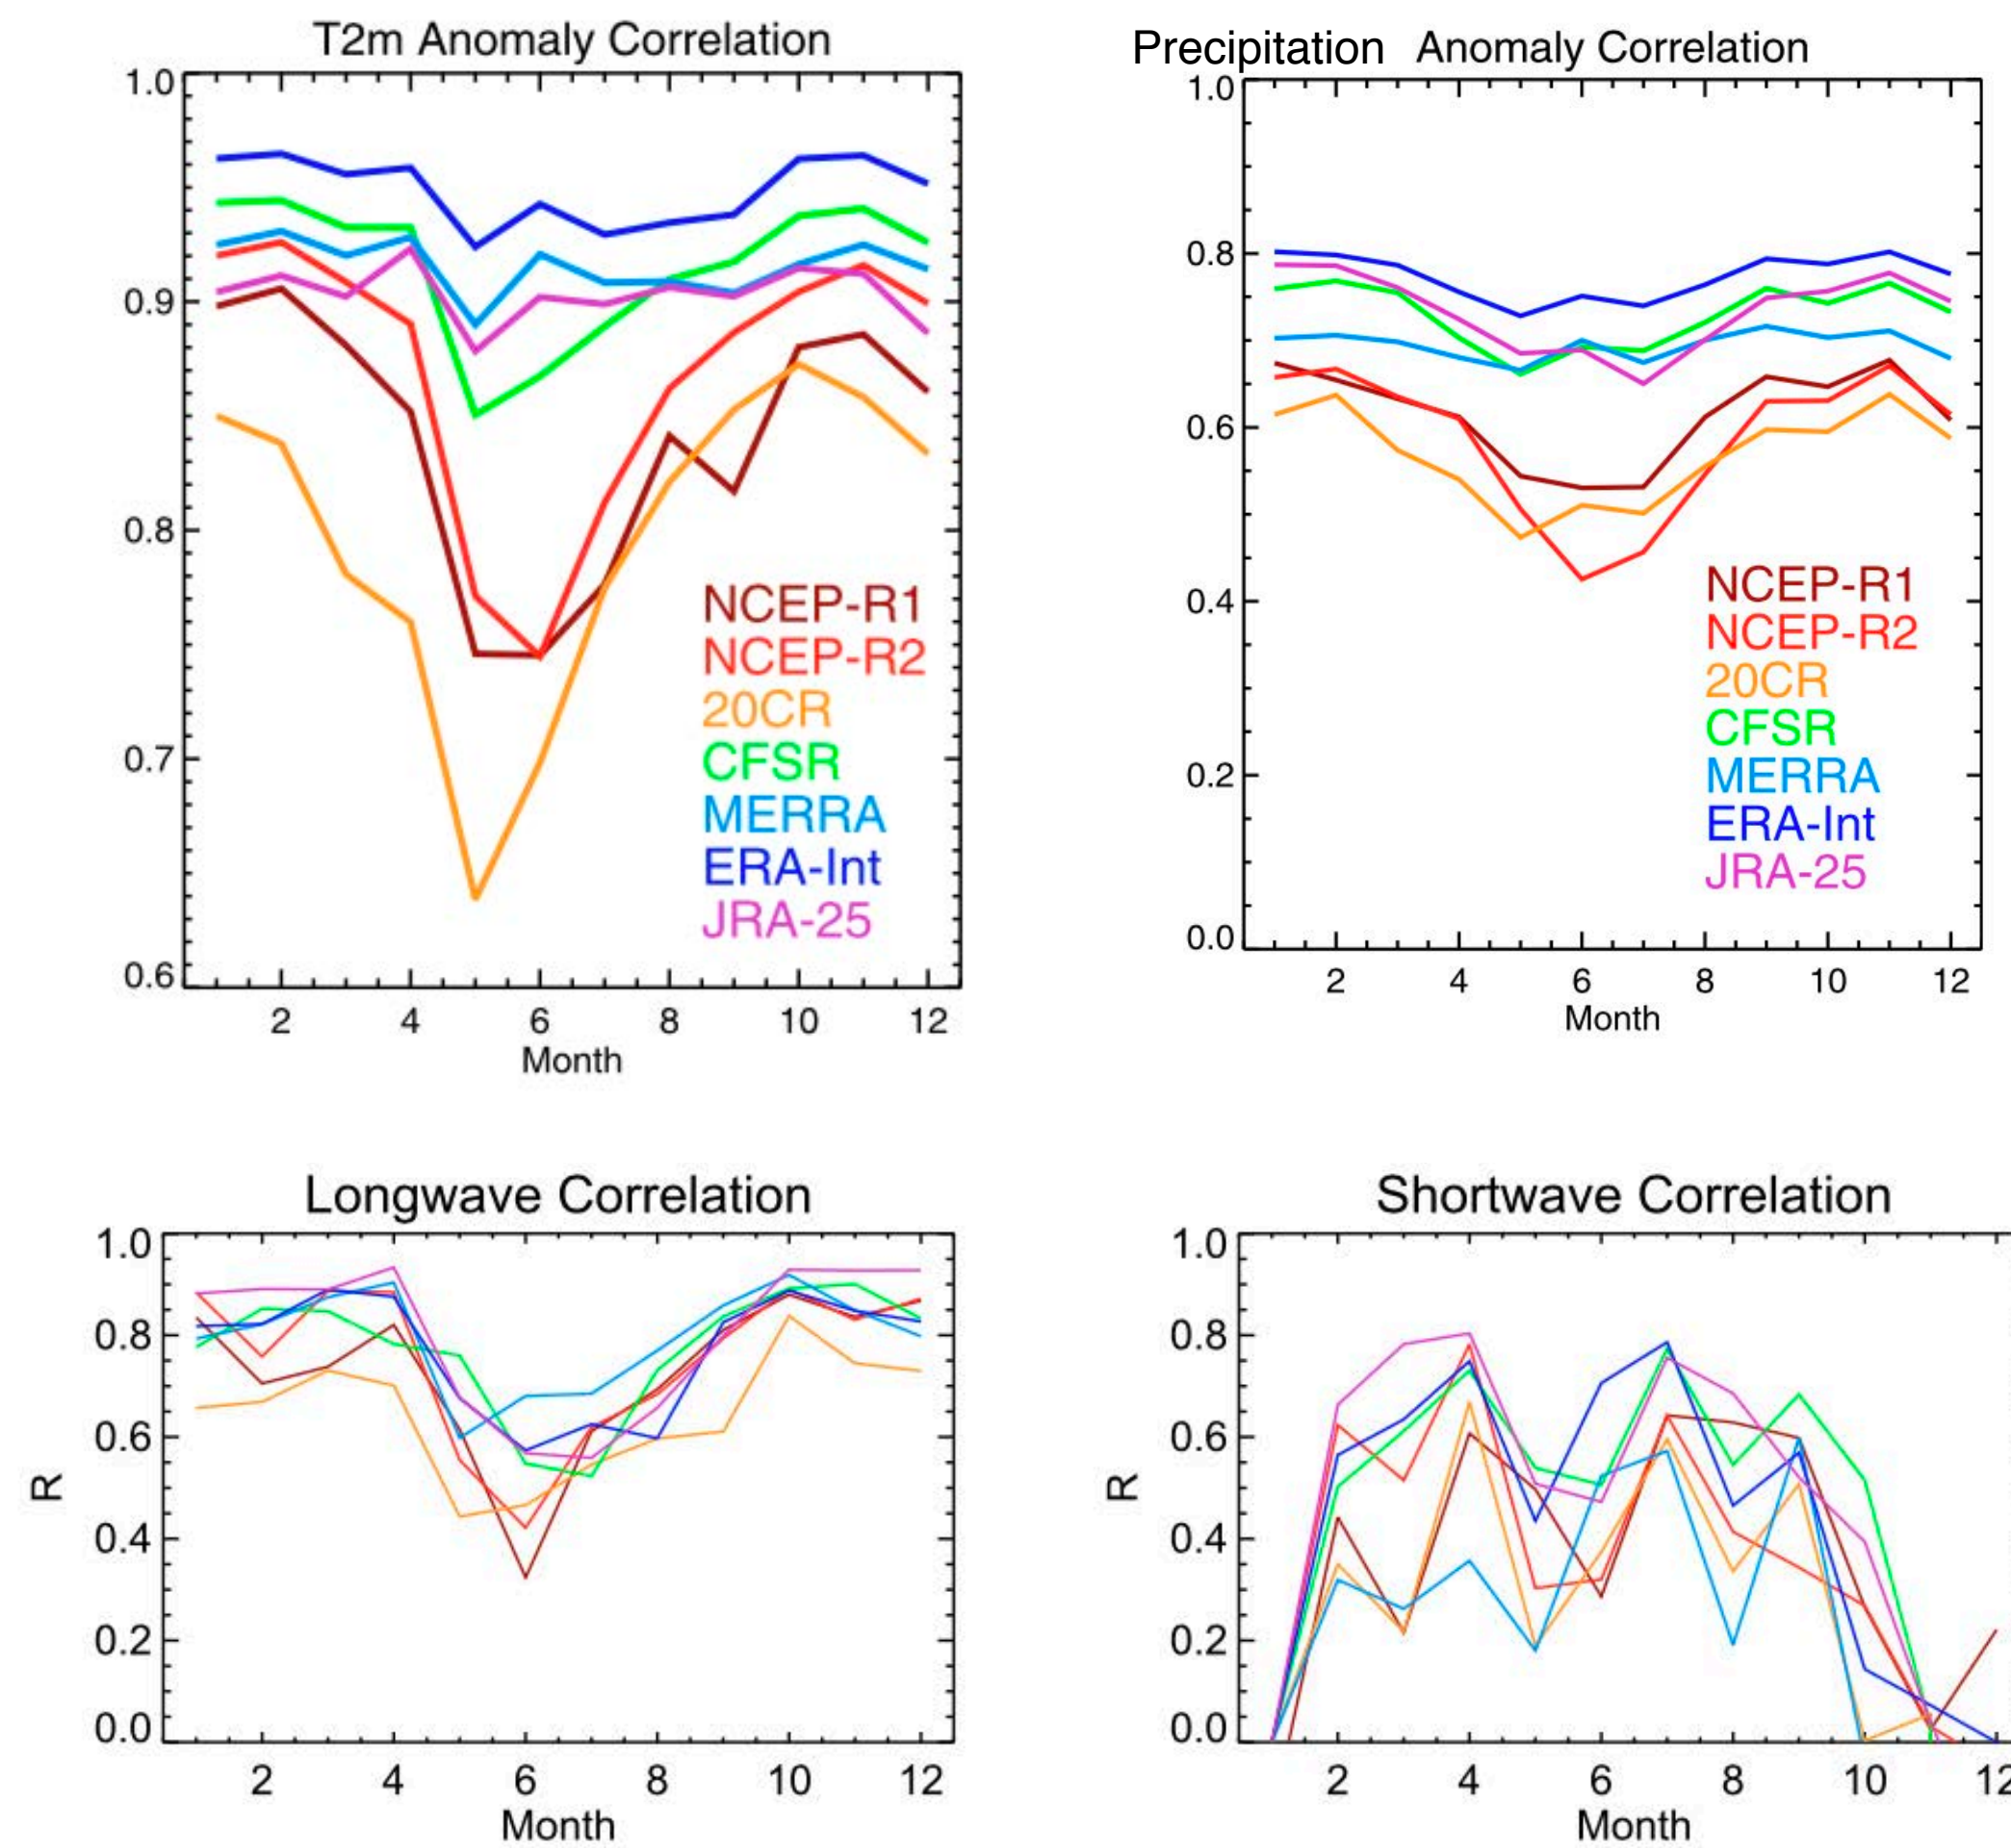 T2m Anomaly Correlation
1.0
0.9
0.8
0.7
0.6
2 4 6 8 10 12
Month
NCEP-R1
NCEP-R2
20CR
CFSR
MERRA
ERA-Int
JRA-25
Precipitation Anomaly Correlation
1.0
0.8
0.6
0.4
0.2
0.0
2 4 6 8 10 12
Month
NCEP-R1
NCEP-R2
20CR
CFSR
MERRA
ERA-Int
JRA-25
Longwave Correlation
R
1.0
0.8
0.6
0.4
0.2
0.0
2 4 6 8 10 12
Month
Shortwave Correlation
R
1.0
0.8
0.6
0.4
0.2
0.0
2 4 6 8 10 12
Month